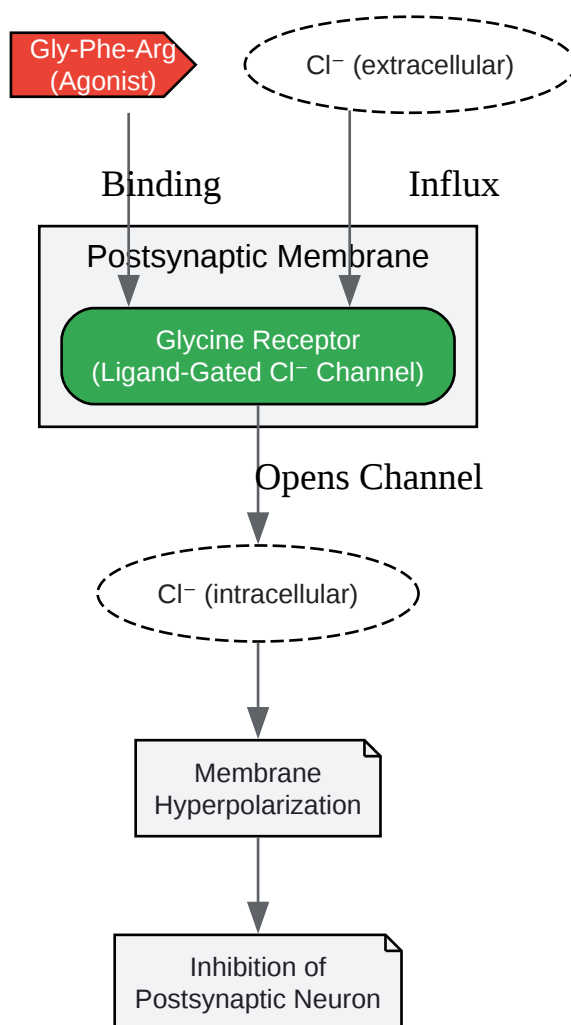 Gly-Phe-Arg
(Agonist)
Cl⁻ (extracellular)
Binding
Influx
Postsynaptic Membrane
Glycine Receptor
(Ligand-Gated Cl⁻ Channel)
Opens Channel
Cl⁻ (intracellular)
Membrane
Hyperpolarization
Inhibition of
Postsynaptic Neuron